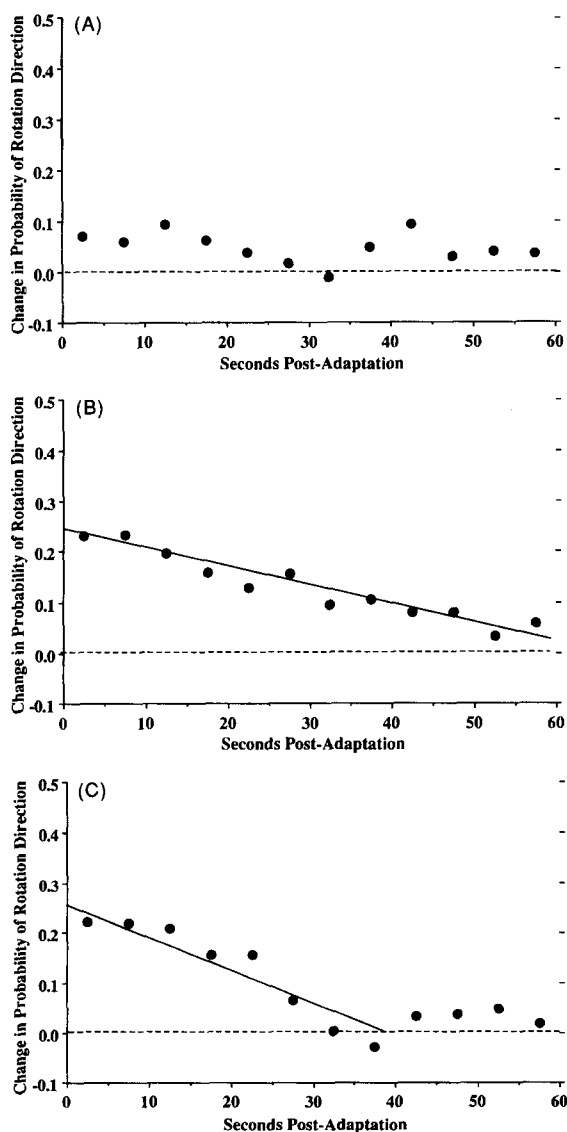 (A)
Change in Probability of Rotation Direction
0.5
0.4
0.3
0.2
0.1
0.0
-0.1
0 10 20 30 40 50 60
Seconds Post-Adaptation
(B)
Change in Probability of Rotation Direction
0.5
0.4
0.3
0.2
0.1
0.0
-0.1
0 10 20 30 40 50 60
Seconds Post-Adaptation
(C)
Change in Probability of Rotation Direction
0.5
0.4
0.3
0.2
0.1
0.0
-0.1
0 10 20 30 40 50 60
Seconds Post-Adaptation